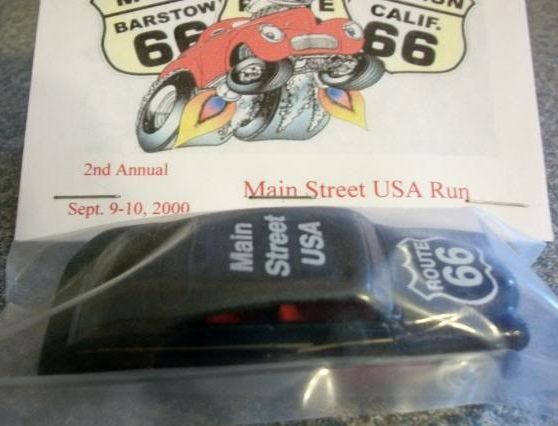 BARSTOW
CALIF.
66
66
2nd Annual
Main Street USA Run
Sept. 9-10, 2000
Main
Street
USA
ROUTE
66